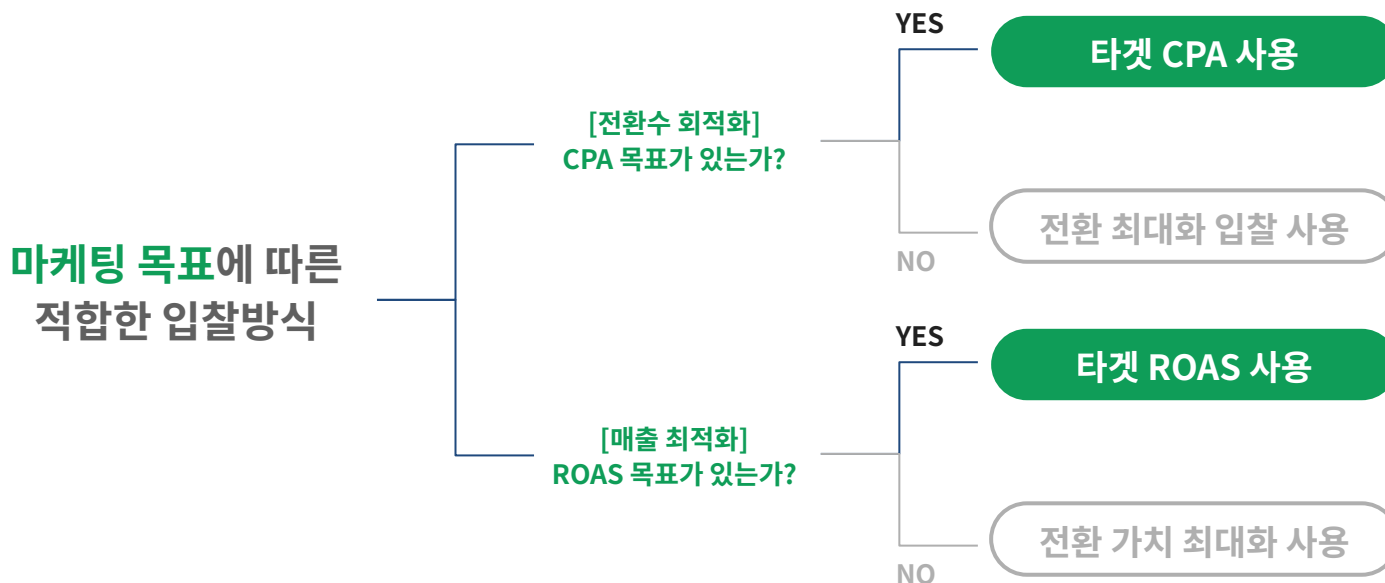 마케팅 목표에 따른
적합한 입찰방식
[전환수 회적화]
CPA 목표가 있는가?
YES
타겟 CPA 사용
NO
전환 최대화 입찰 사용
[매출 최적화]
ROAS 목표가 있는가?
YES
타겟 ROAS 사용
NO
전환 가치 최대화 사용